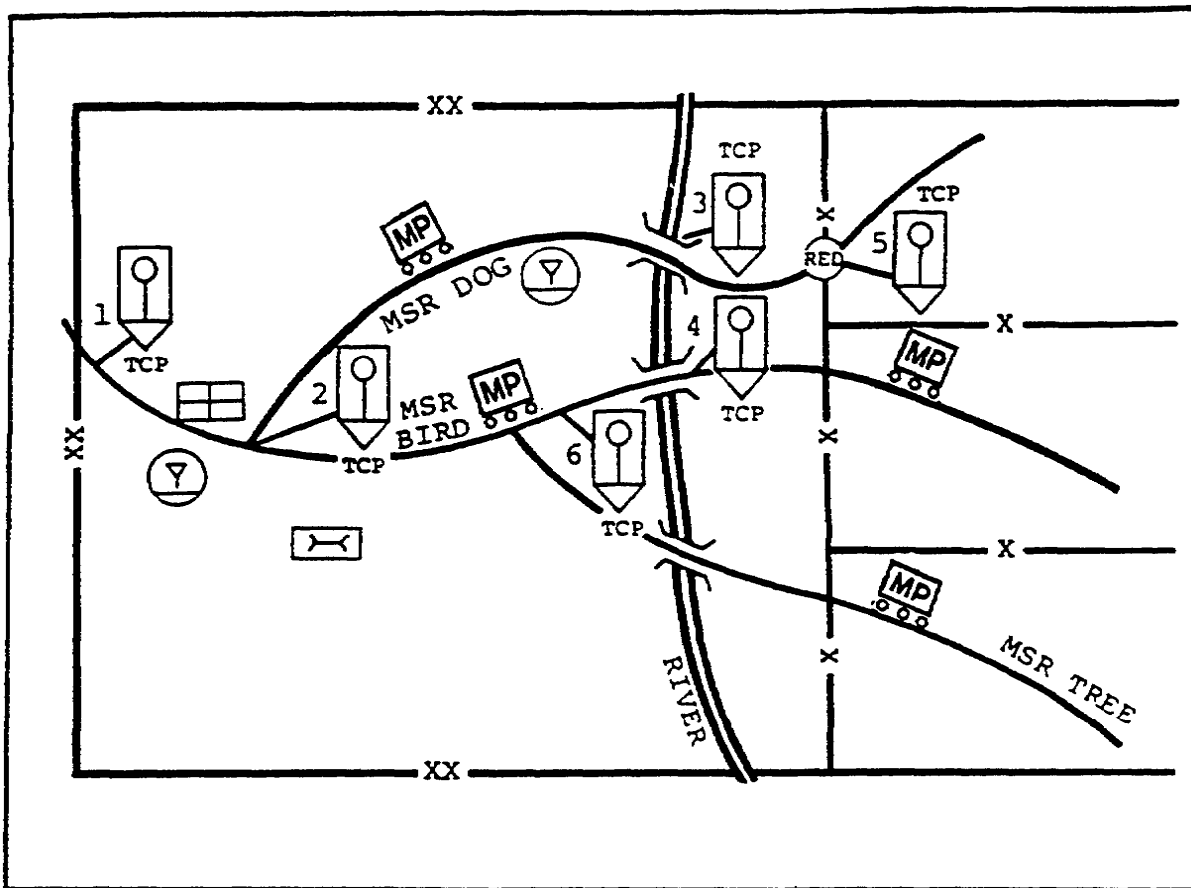 XX
TCP
3
X
TCP
MP
5
RED
MSR DOG
1
TCP
4
X
MP
2
MSR
BIRD
MP
TCP
TCP
XX
X
6
TCP
X
MP
X
MSR TREE
RIVER
XX